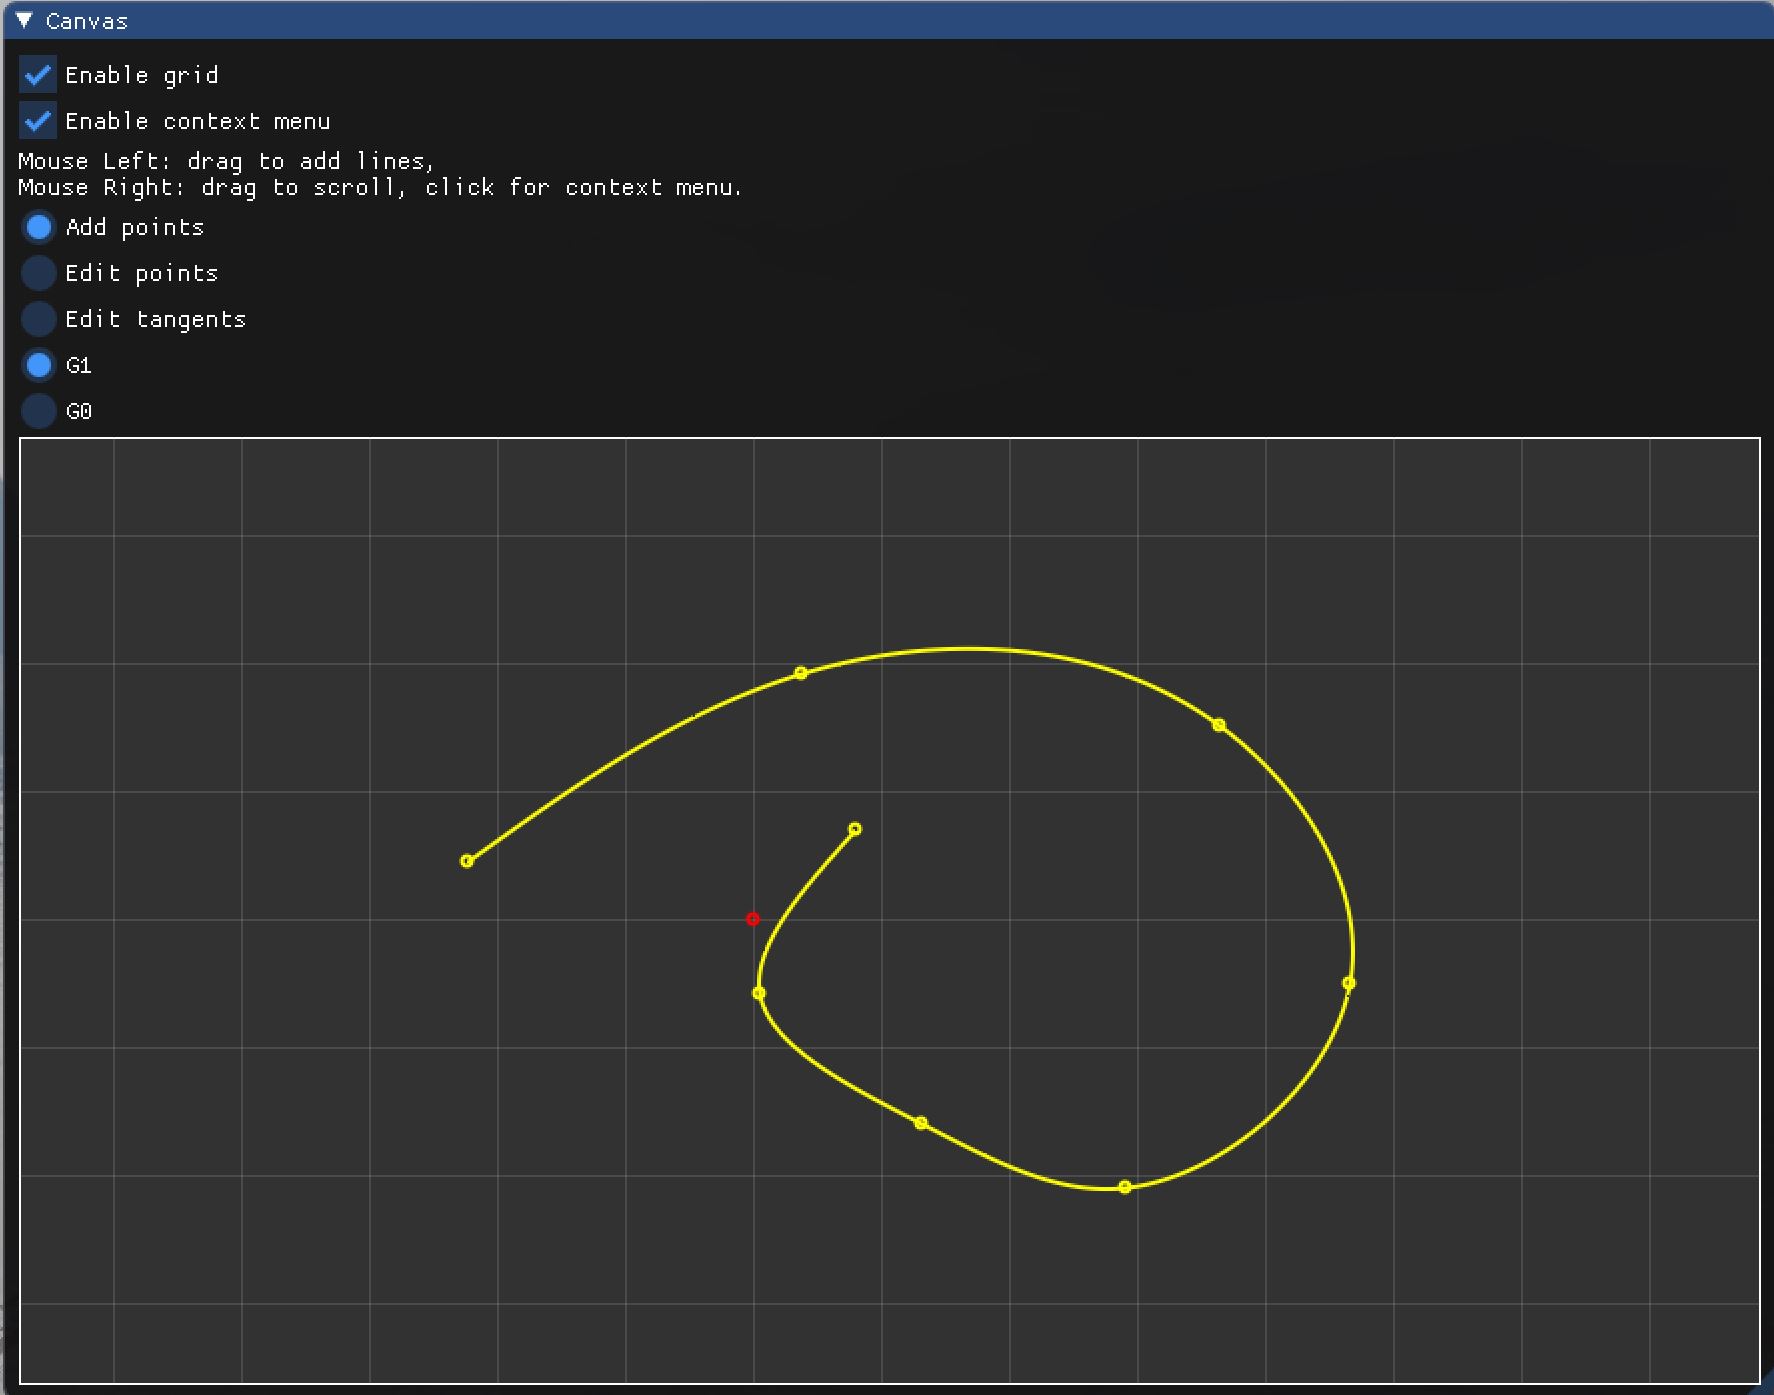 Canvas
Enable grid
Enable context menu
Mouse Left: drag to add lines,
Mouse Right: drag to scroll, click for context menu.
Add points
Edit points
Edit tangents
G1
G0